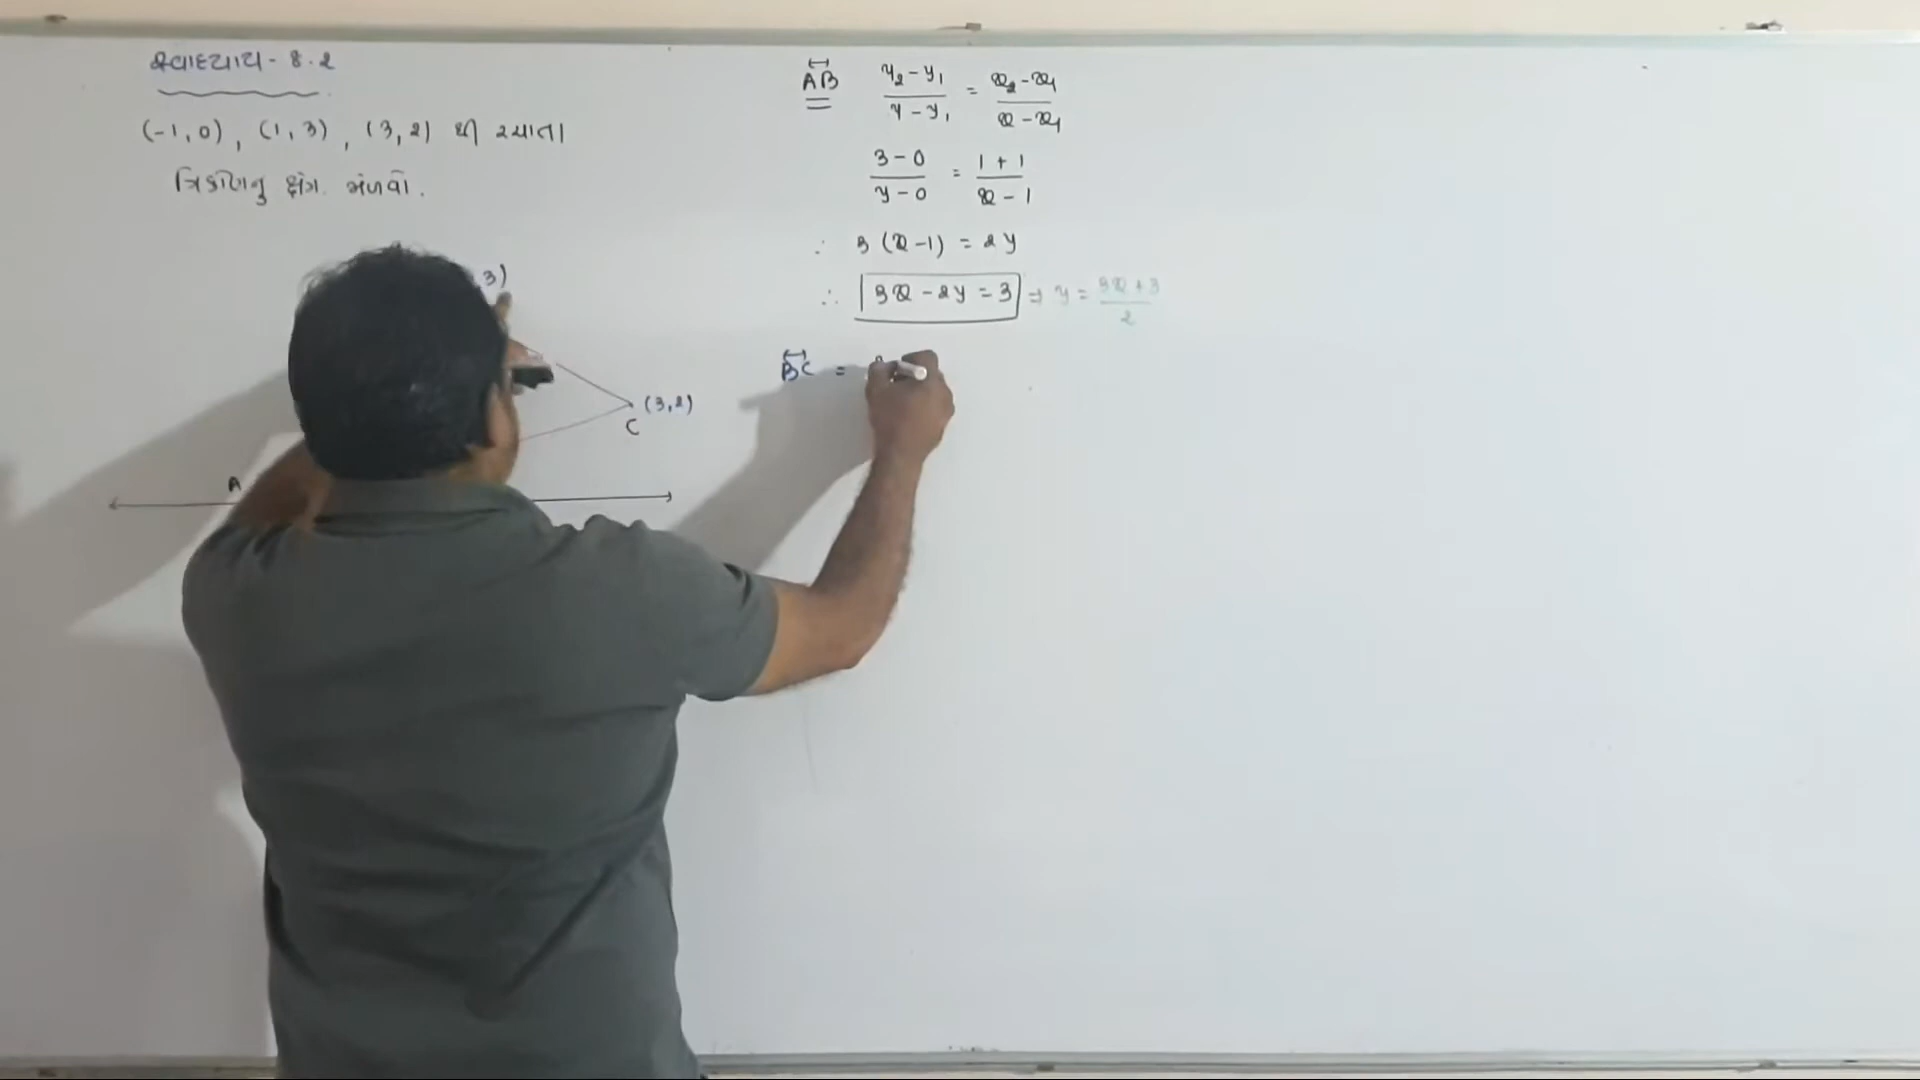 સ્વાધ્યાય - 8.2
(-1,0), (1,3), (3,2) થી રચાતા
ત્રિકોણનું ક્ષેત્ર. મેળવો.
, 3)
(3,2)
C
A
AB y₂ - y₁ / y - y₁ = x₂ - x₁ / x - x₁
3 - 0 / y - 0 = 1 + 1 / x - 1
∴ 3 (x - 1) = 2y
∴ 3x - 2y = 3 ⇒ y = 3x + 3 / 2
BC =